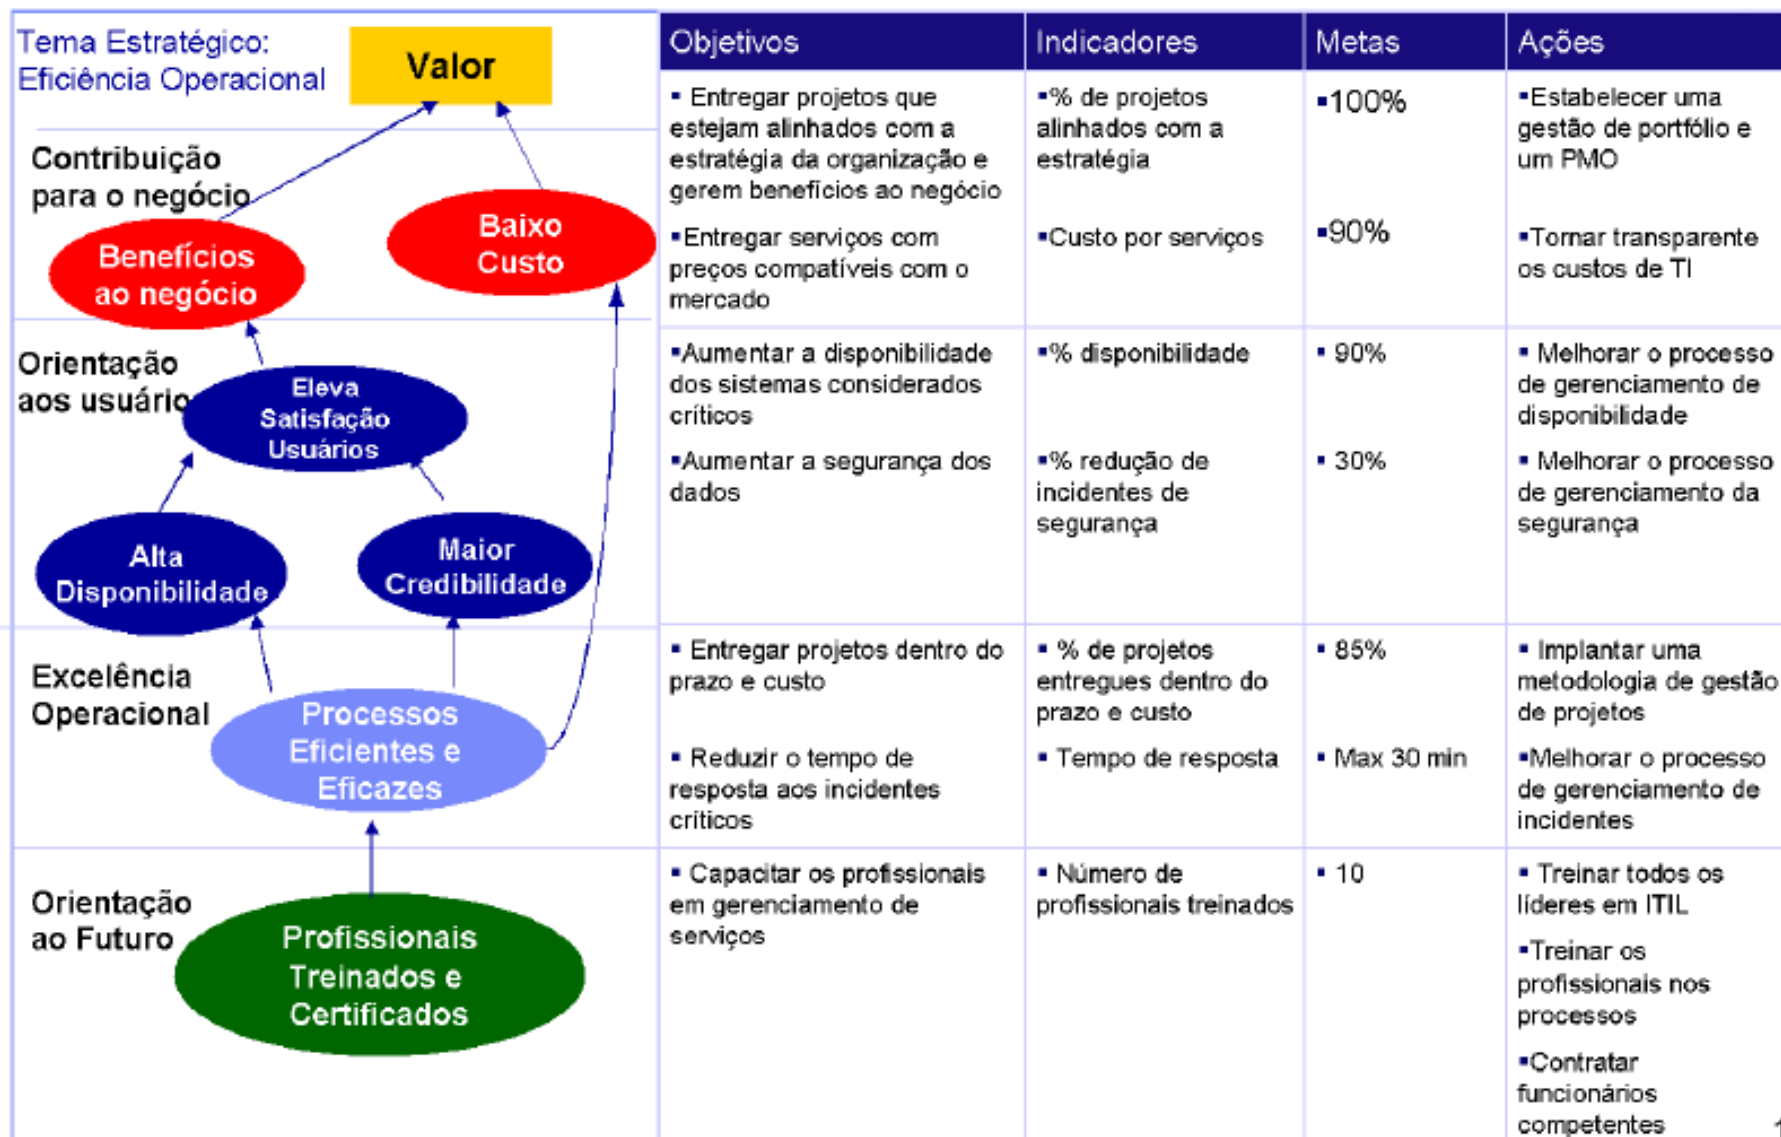 Tema Estratégico:
Eficiência Operacional
Valor
Contribuição
para o negócio
Benefícios
ao negócio
Baixo
Custo
Orientação
aos usuário
Eleva
Satisfação
Usuários
Alta
Disponibilidade
Maior
Credibilidade
Excelência
Operacional
Processos
Eficientes e
Eficazes
Orientação
ao Futuro
Profissionais
Treinados e
Certificados
Objetivos
Indicadores
Metas
Ações
▪ Entregar projetos que
estejam alinhados com a
estratégia da organização e
gerem benefícios ao negócio
▪% de projetos
alinhados com a
estratégia
▪100%
▪Estabelecer uma
gestão de portfólio e
um PMO
▪Entregar serviços com
preços compatíveis com o
mercado
▪Custo por serviços
▪90%
▪Tornar transparente
os custos de TI
▪Aumentar a disponibilidade
dos sistemas considerados
críticos
▪% disponibilidade
▪ 90%
▪ Melhorar o processo
de gerenciamento de
disponibilidade
▪Aumentar a segurança dos
dados
▪% redução de
incidentes de
segurança
▪ 30%
▪ Melhorar o processo
de gerenciamento da
segurança
▪ Entregar projetos dentro do
prazo e custo
▪ % de projetos
entregues dentro do
prazo e custo
▪ 85%
▪ Implantar uma
metodologia de gestão
de projetos
▪ Reduzir o tempo de
resposta aos incidentes
críticos
▪ Tempo de resposta
▪ Max 30 min
▪Melhorar o processo
de gerenciamento de
incidentes
▪ Capacitar os profissionais
em gerenciamento de
serviços
▪ Número de
profissionais treinados
▪ 10
▪ Treinar todos os
líderes em ITIL
▪Treinar os
profissionais nos
processos
▪Contratar
funcionários
competentes